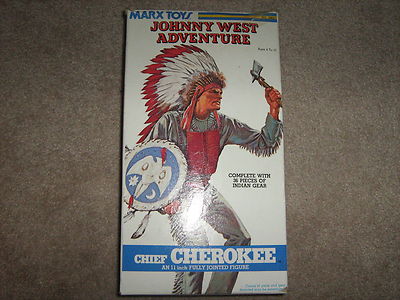 MARX TOYS
JOHNNY WEST
ADVENTURE
COMPLETE WITH
36 PIECES OF
INDIAN GEAR
CHIEF CHEROKEE
AN 11 inch FULLY JOINTED FIGURE